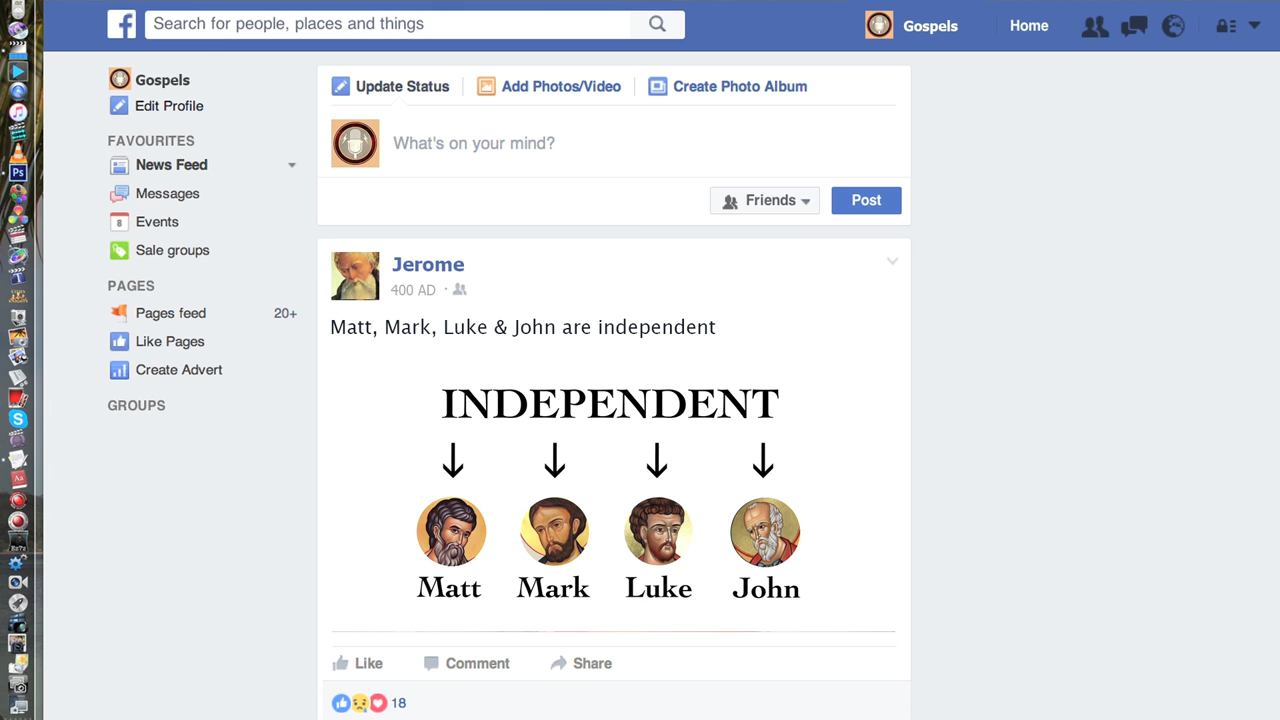 Search for people, places and things
Gospels
Home
Gospels
Edit Profile
FAVOURITES
News Feed
Messages
8
Events
Sale groups
PAGES
Pages feed
20+
Like Pages
Create Advert
GROUPS
Update Status
Add Photos/Video
Create Photo Album
What's on your mind?
Friends
Post
Jerome
400 AD ·
Matt, Mark, Luke & John are independent
INDEPENDENT
↓ ↓ ↓ ↓
Matt Mark Luke John
Like Comment Share
18
Ps